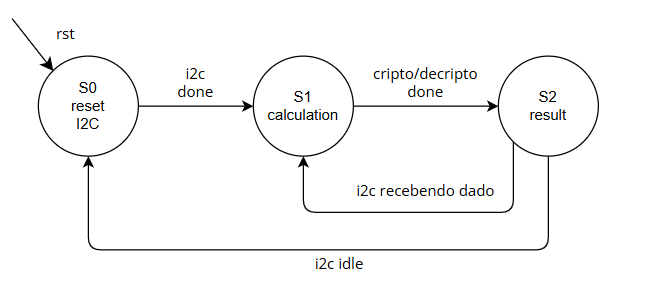 rst
S0
reset
I2C
i2c
done
S1
calculation
cripto/decripto
done
S2
result
i2c recebendo dado
i2c idle